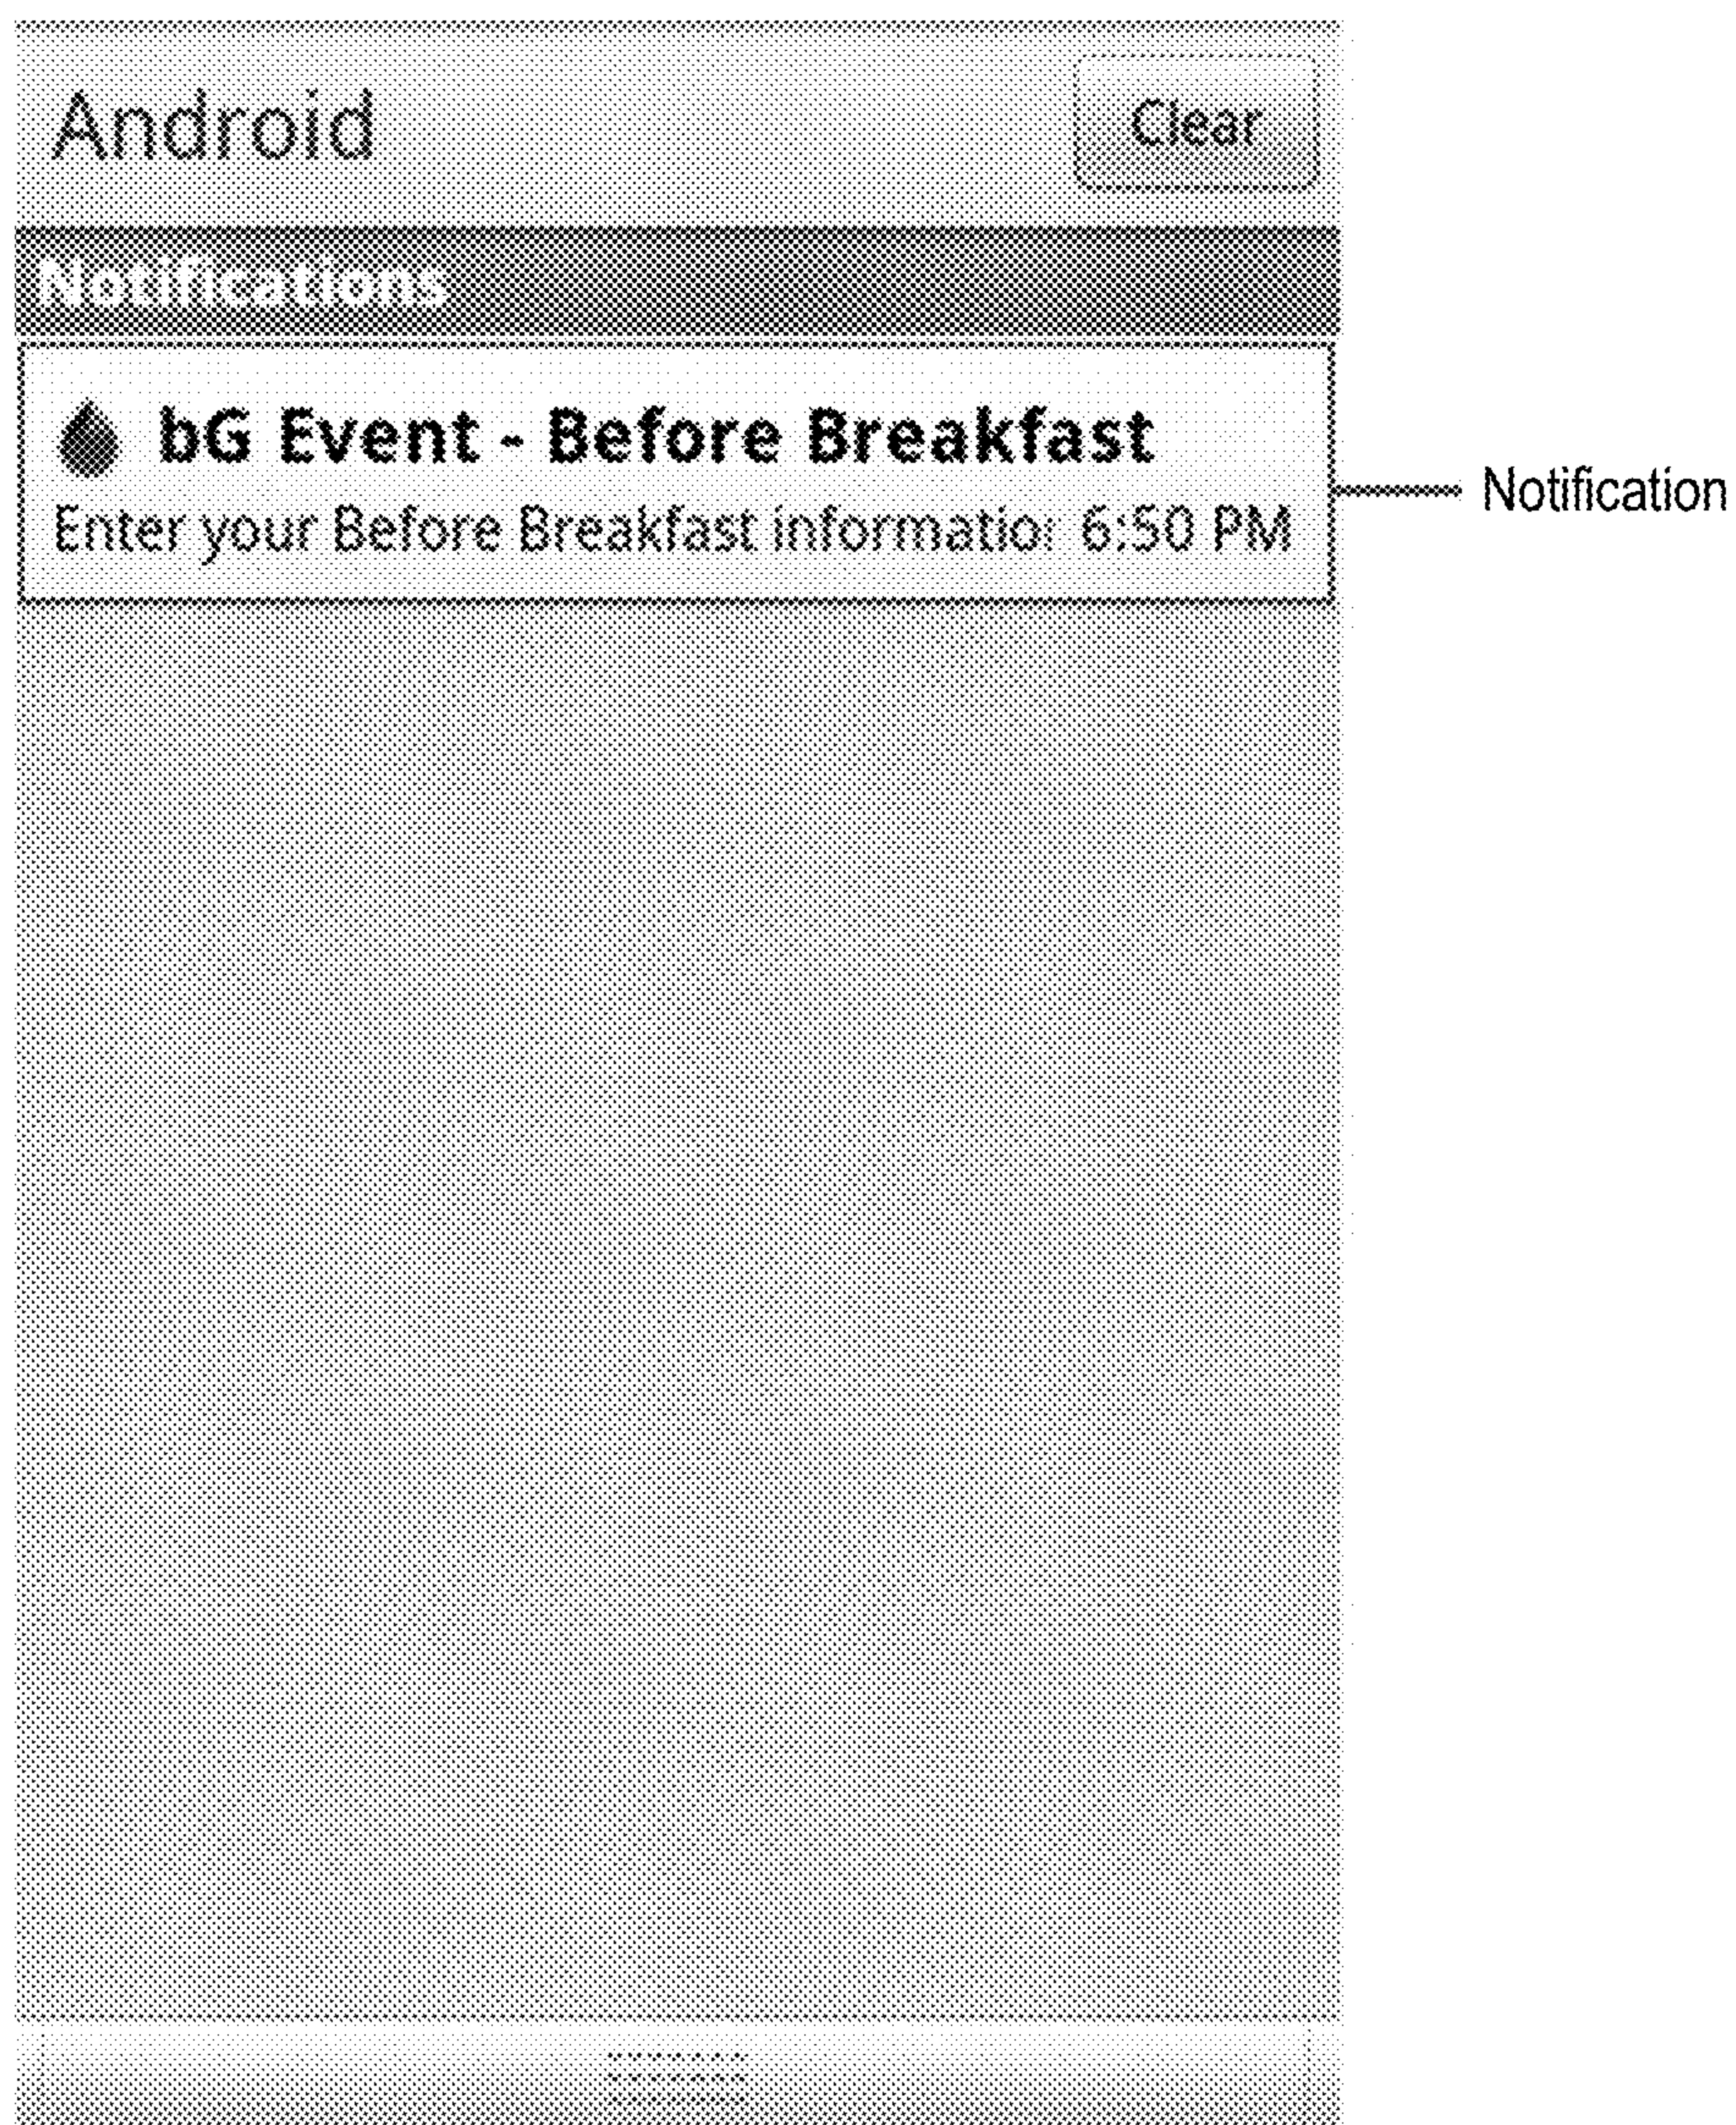 Android
Clear
Notifications
bG Event - Before Breakfast
Enter your Before Breakfast informatio 6:50 PM
Notification